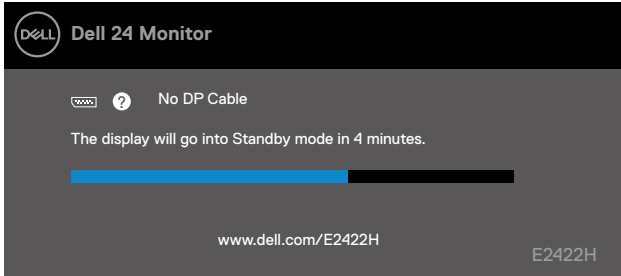 DELL
Dell 24 Monitor
? No DP Cable
The display will go into Standby mode in 4 minutes.
www.dell.com/E2422H
E2422H